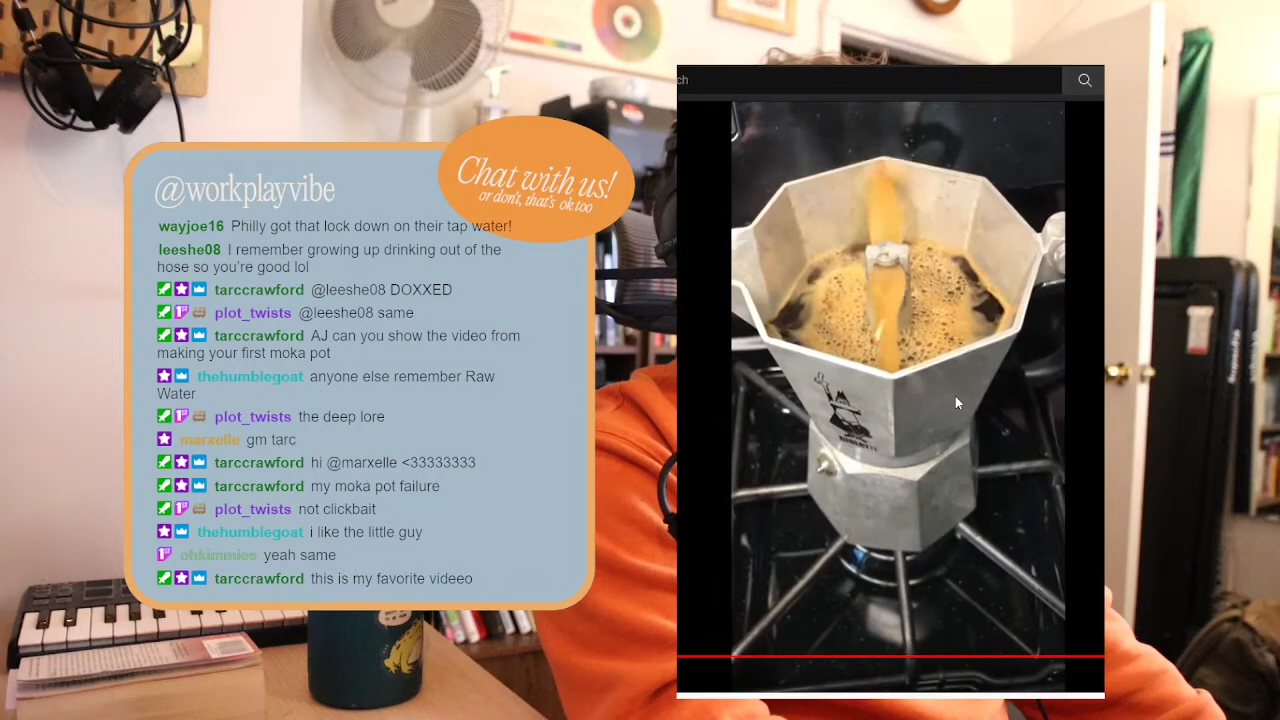 ch
Chat with us!
or don't, that's ok too
@workplayvibe
wayjoe16 Philly got that lock down on their tap water!
leeshe08 I remember growing up drinking out of the
hose so you're good lol
tarccrawford @leeshe08 DOXXED
plot_twists @leeshe08 same
tarccrawford AJ can you show the video from
making your first moka pot
thehumblegoat anyone else remember Raw
Water
plot_twists the deep lore
marxelle gm tarc
tarccrawford hi @marxelle <33333333
tarccrawford my moka pot failure
plot_twists not clickbait
thehumblegoat i like the little guy
ohkimmies yeah same
tarccrawford this is my favorite videeo
BIALETTI